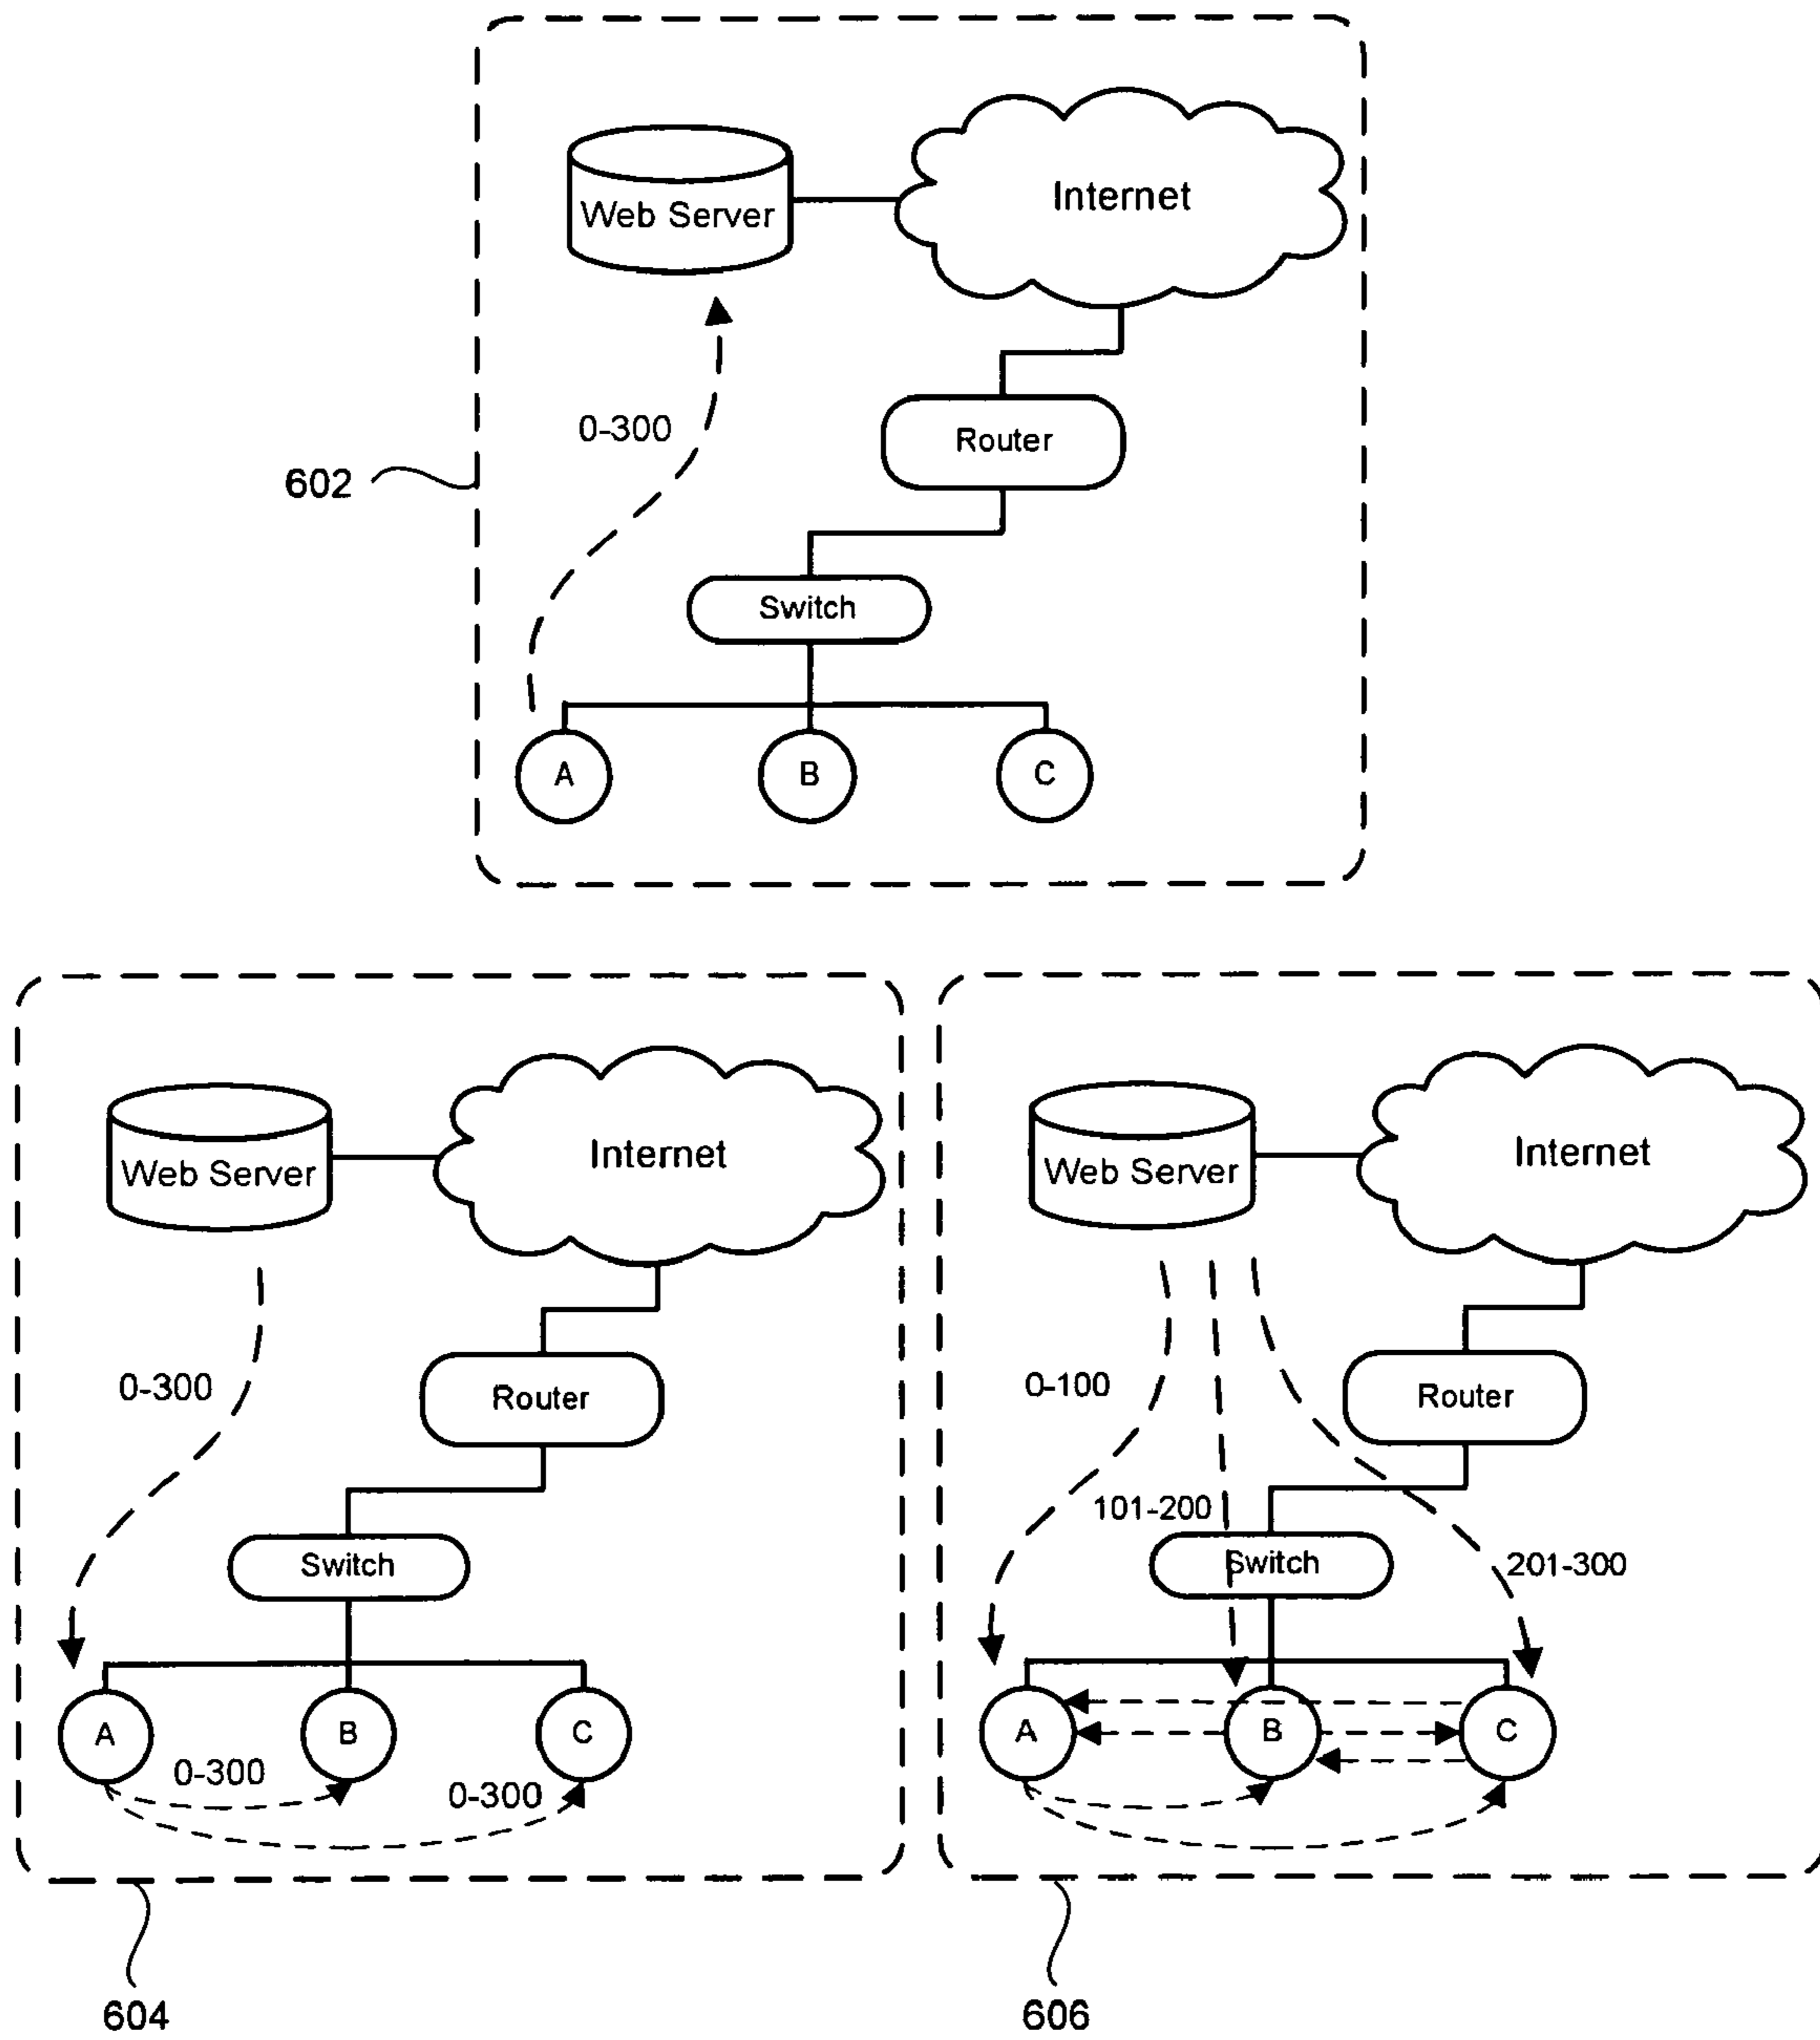 Internet
Web Server
0-300
Router
602
Switch
A
B
C
Internet
Web Server
0-300
Router
Switch
A
B
C
0-300
0-300
604
Internet
Web Server
0-100
Router
101-200
Switch
201-300
A
B
C
606